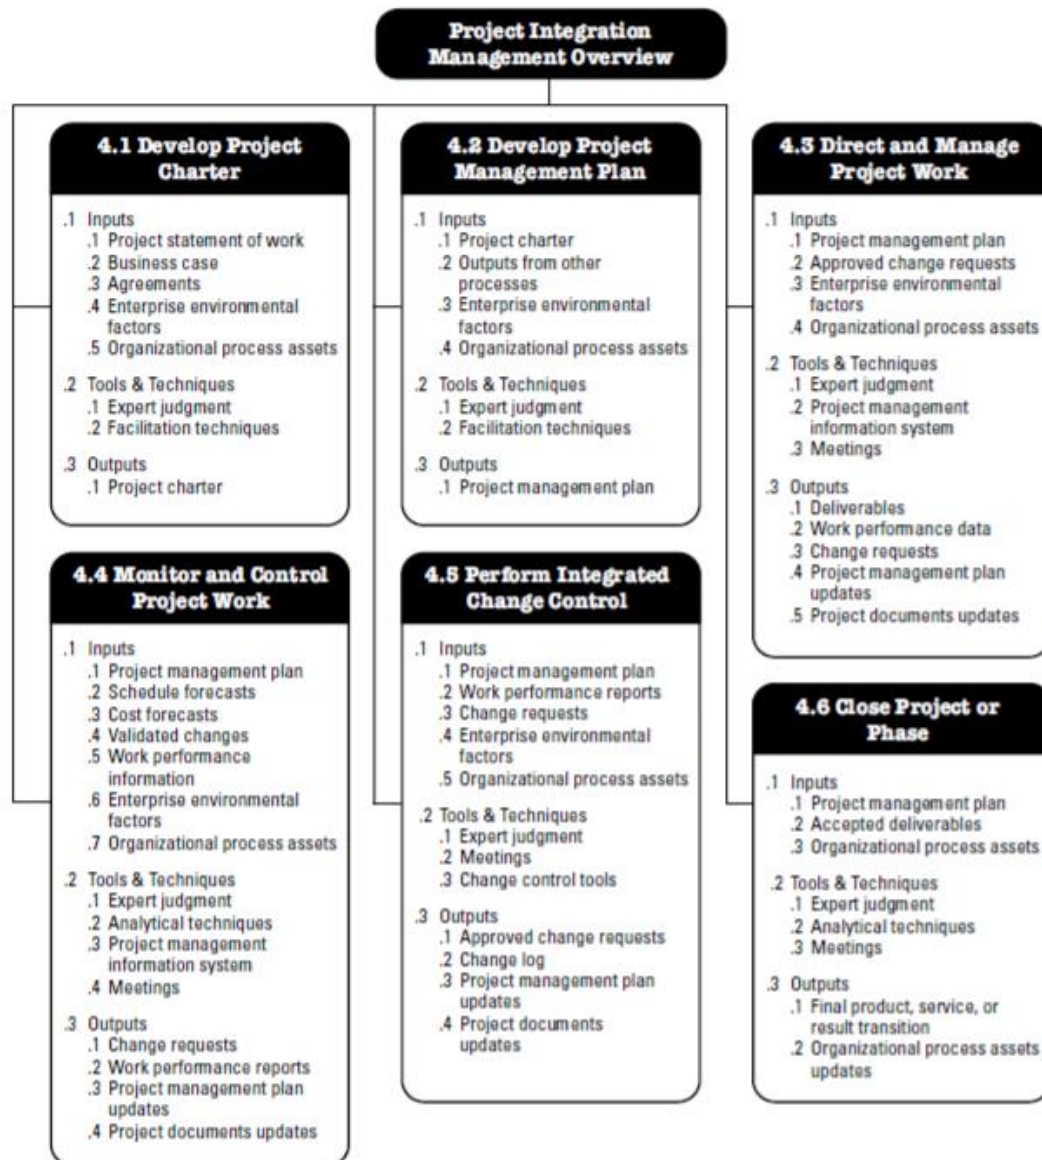 Project Integration
Management Overview
4.1 Develop Project
Charter
.1 Inputs
.1 Project statement of work
.2 Business case
.3 Agreements
.4 Enterprise environmental
factors
.5 Organizational process assets
.2 Tools & Techniques
.1 Expert judgment
.2 Facilitation techniques
.3 Outputs
.1 Project charter
4.2 Develop Project
Management Plan
.1 Inputs
.1 Project charter
.2 Outputs from other
processes
.3 Enterprise environmental
factors
.4 Organizational process assets
.2 Tools & Techniques
.1 Expert judgment
.2 Facilitation techniques
.3 Outputs
.1 Project management plan
4.3 Direct and Manage
Project Work
.1 Inputs
.1 Project management plan
.2 Approved change requests
.3 Enterprise environmental
factors
.4 Organizational process assets
.2 Tools & Techniques
.1 Expert judgment
.2 Project management
information system
.3 Meetings
.3 Outputs
.1 Deliverables
.2 Work performance data
.3 Change requests
.4 Project management plan
updates
.5 Project documents updates
4.4 Monitor and Control
Project Work
.1 Inputs
.1 Project management plan
.2 Schedule forecasts
.3 Cost forecasts
.4 Validated changes
.5 Work performance
information
.6 Enterprise environmental
factors
.7 Organizational process assets
.2 Tools & Techniques
.1 Expert judgment
.2 Analytical techniques
.3 Project management
information system
.4 Meetings
.3 Outputs
.1 Change requests
.2 Work performance reports
.3 Project management plan
updates
.4 Project documents updates
4.5 Perform Integrated
Change Control
.1 Inputs
.1 Project management plan
.2 Work performance reports
.3 Change requests
.4 Enterprise environmental
factors
.5 Organizational process assets
.2 Tools & Techniques
.1 Expert judgment
.2 Meetings
.3 Change control tools
.3 Outputs
.1 Approved change requests
.2 Change log
.3 Project management plan
updates
.4 Project documents
updates
4.6 Close Project or
Phase
.1 Inputs
.1 Project management plan
.2 Accepted deliverables
.3 Organizational process assets
.2 Tools & Techniques
.1 Expert judgment
.2 Analytical techniques
.3 Meetings
.3 Outputs
.1 Final product, service, or
result transition
.2 Organizational process assets
updates